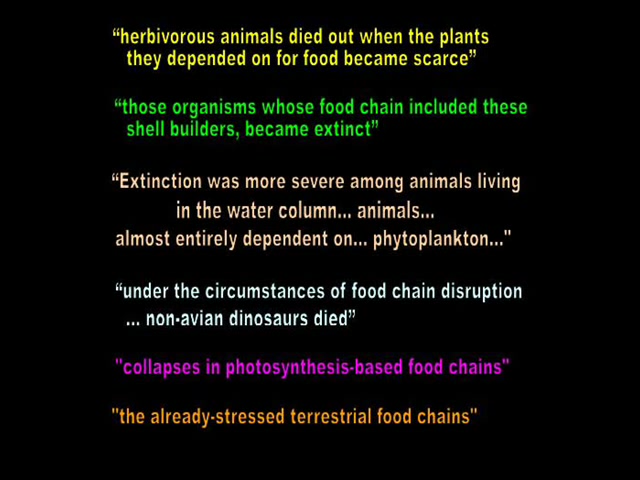 “herbivorous animals died out when the plants
they depended on for food became scarce”
“those organisms whose food chain included these
shell builders, became extinct”
“Extinction was more severe among animals living
in the water column... animals...
almost entirely dependent on... phytoplankton..."
“under the circumstances of food chain disruption
... non-avian dinosaurs died”
"collapses in photosynthesis-based food chains"
"the already-stressed terrestrial food chains"